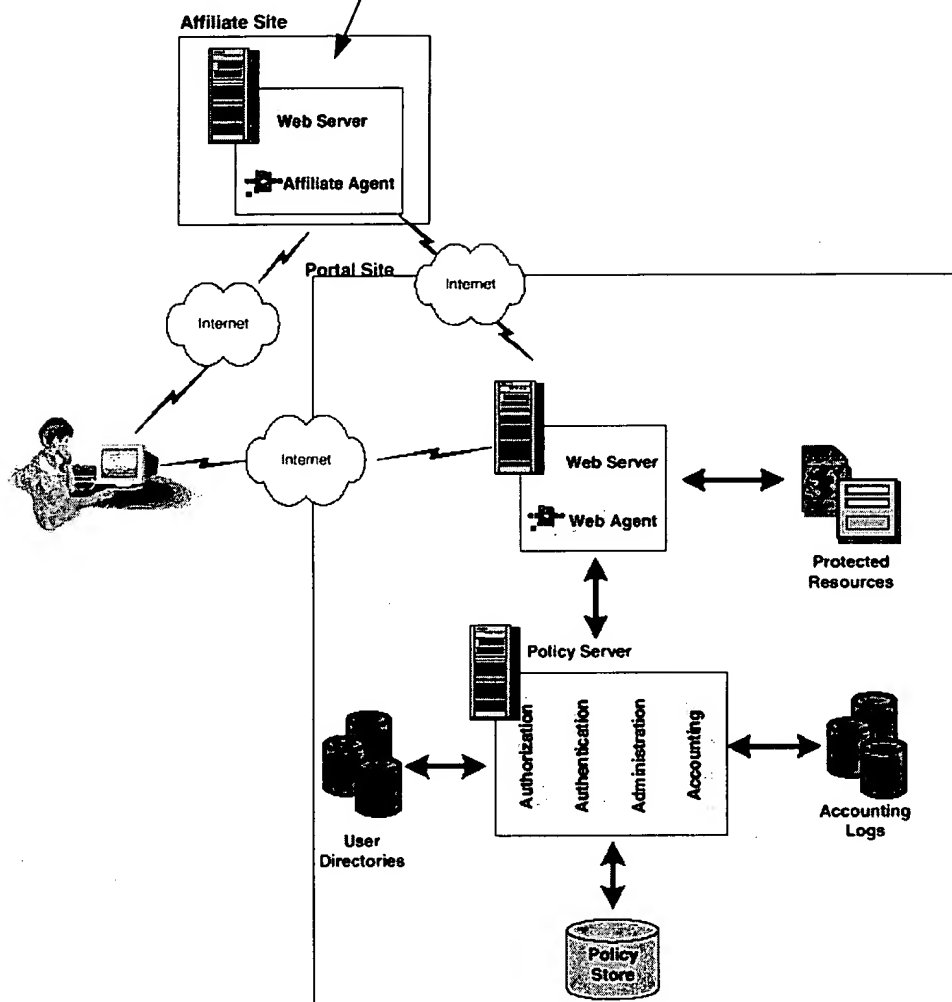 Affiliate Site
Web Server
Affiliate Agent
Portal Site
Internet
Internet
Internet
Web Server
Web Agent
Protected
Resources
Policy Server
Authorization
Authentication
Administration
Accounting
User
Directories
Accounting
Logs
Policy
Store